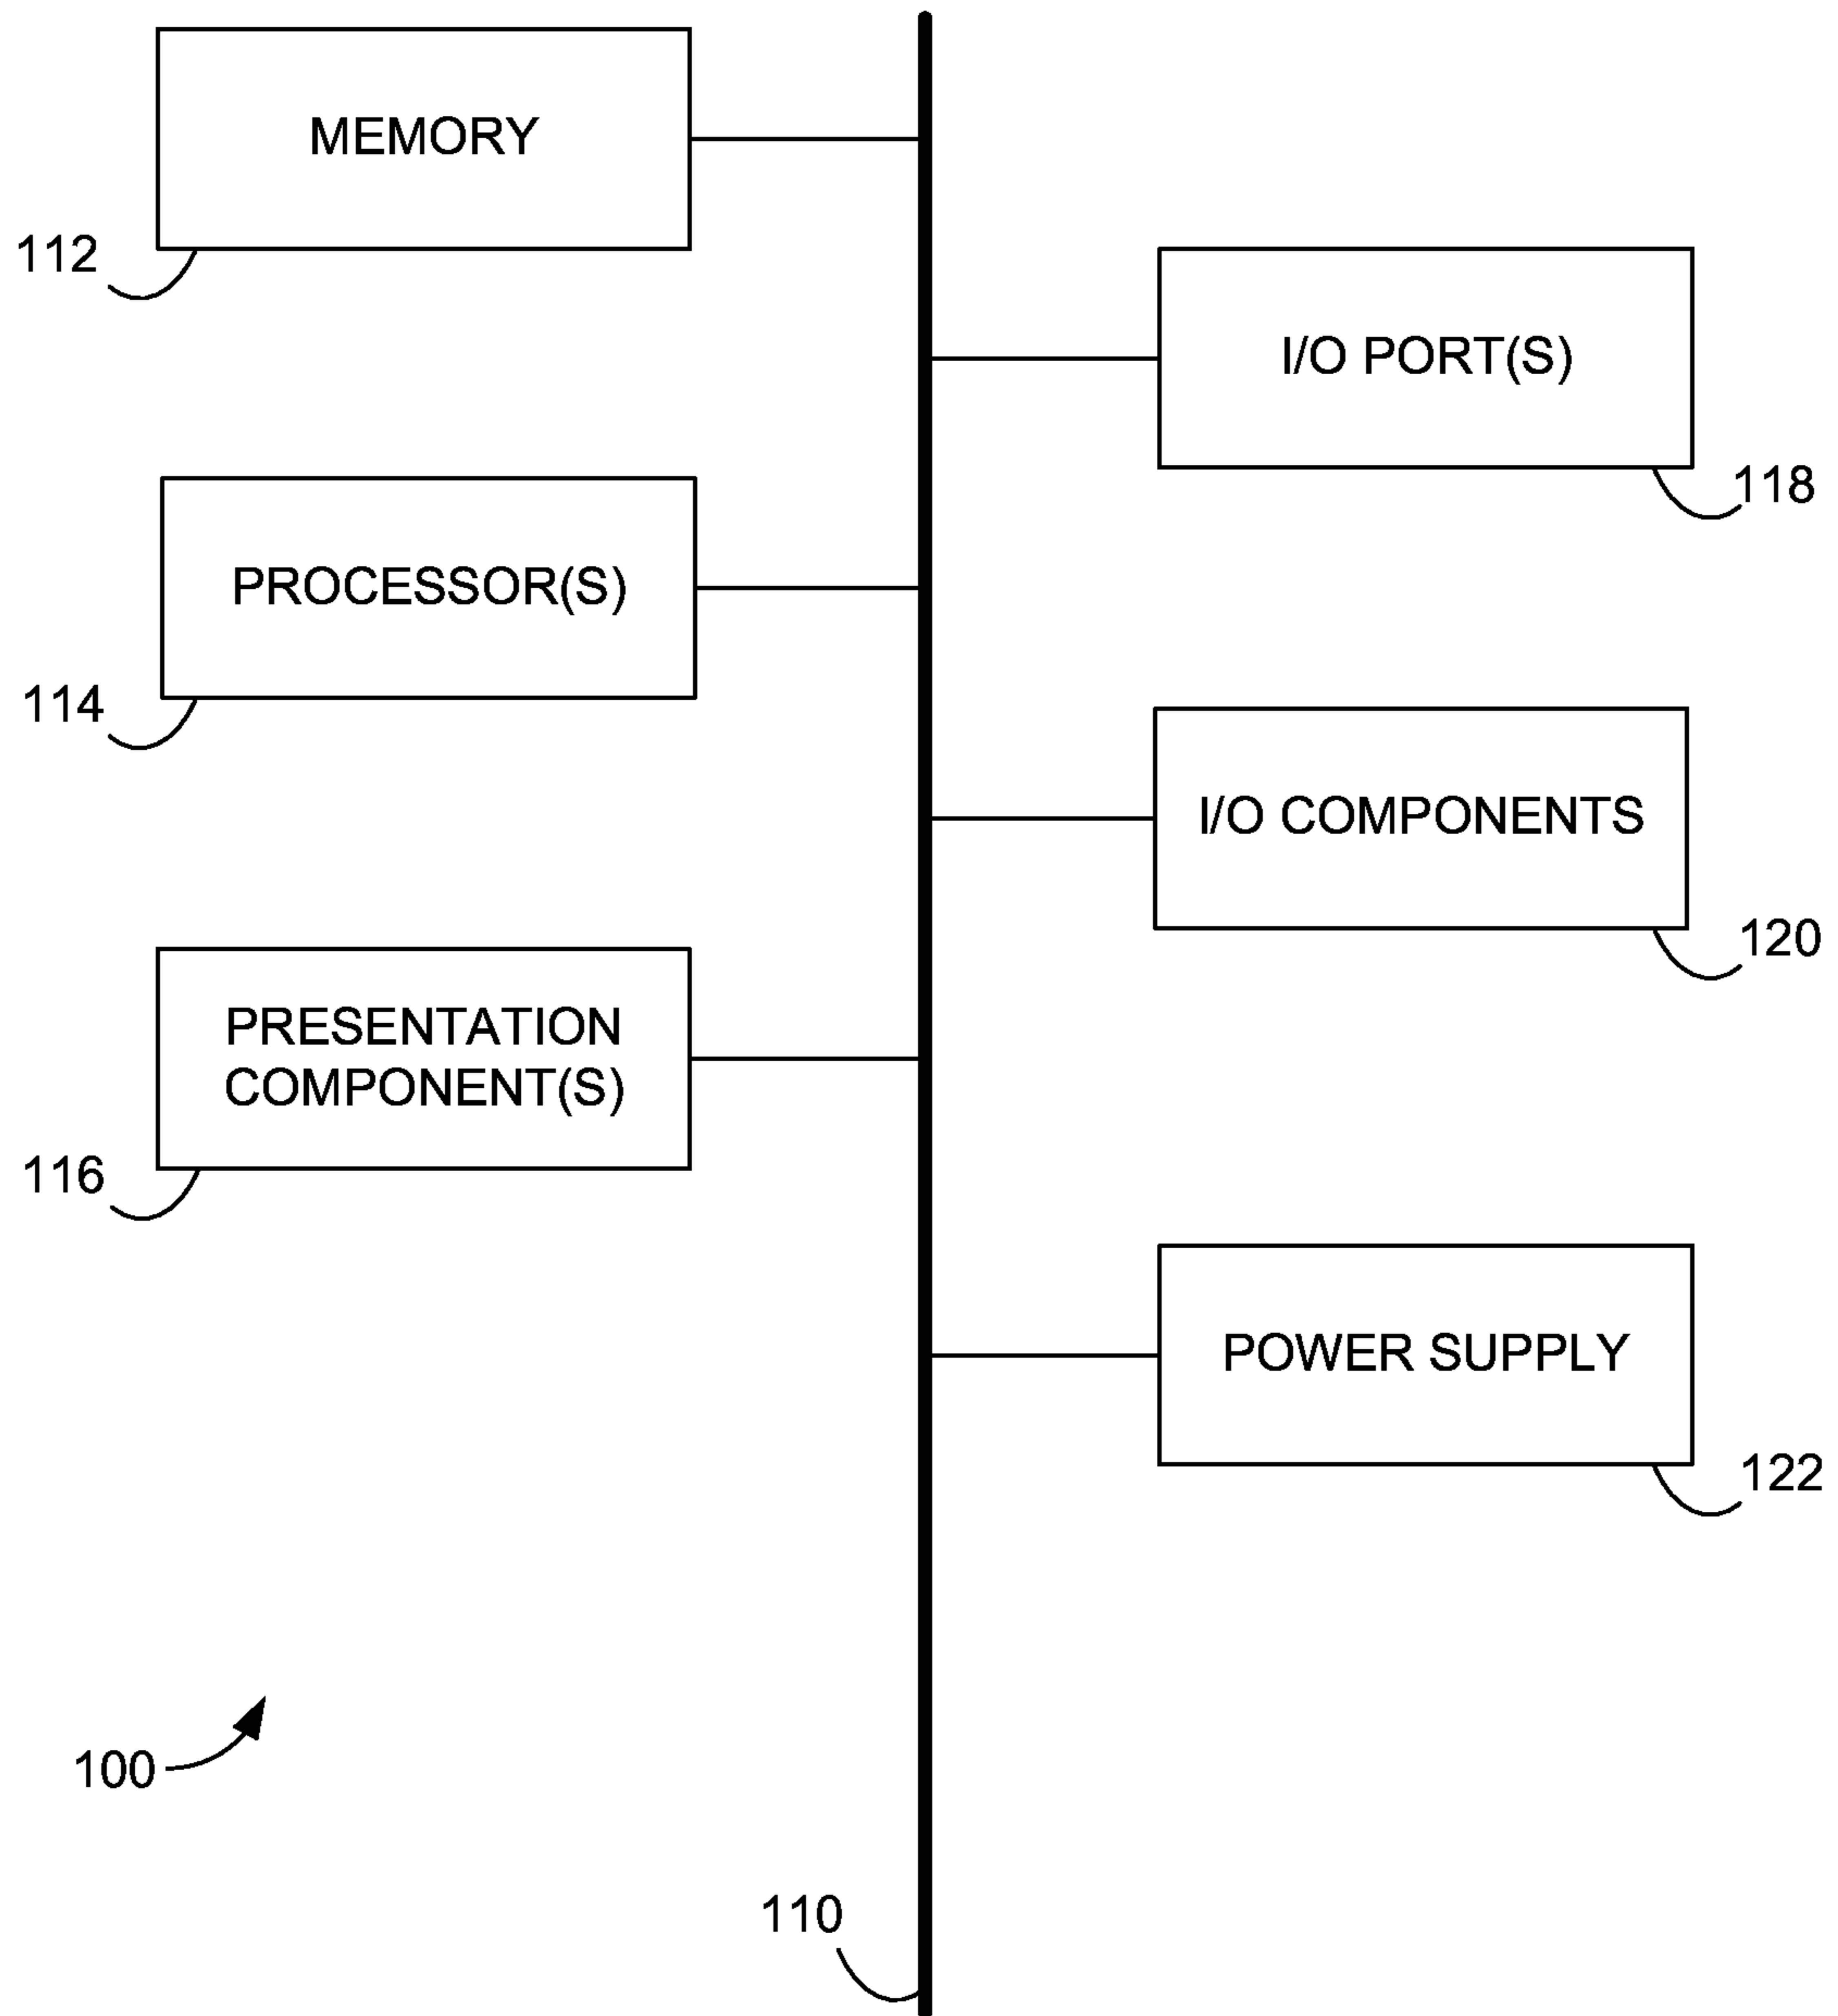 MEMORY
112
I/O PORT(S)
118
PROCESSOR(S)
114
I/O COMPONENTS
120
PRESENTATION
COMPONENT(S)
116
POWER SUPPLY
122
100
110